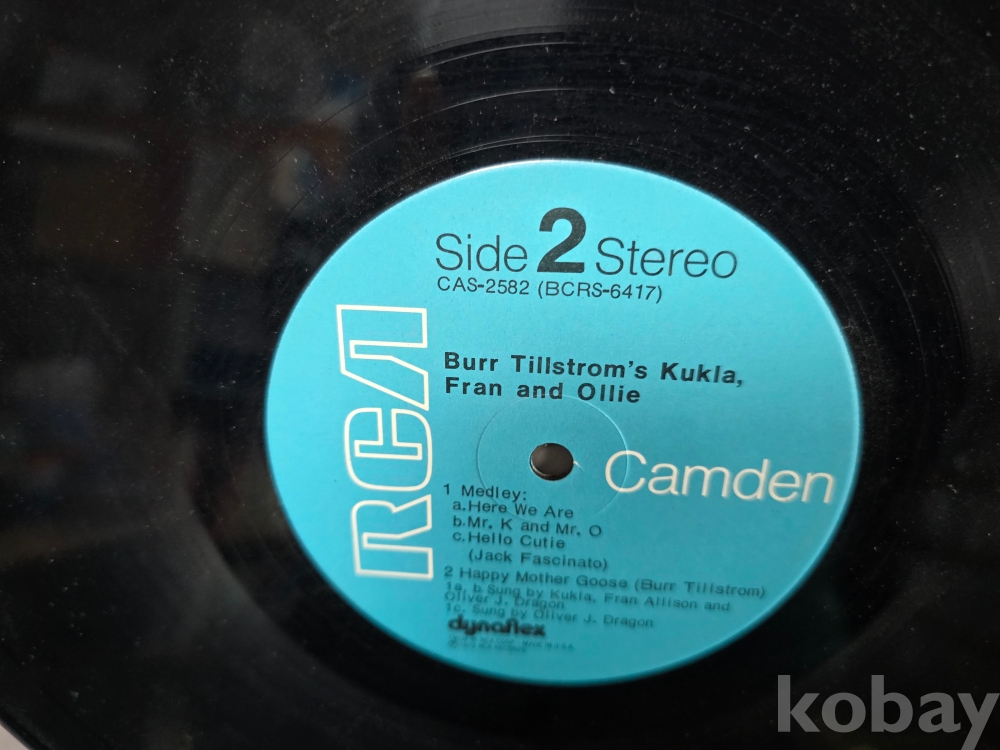 Side 2 Stereo
CAS-2582 (BCRS-6417)
RCA
Burr Tillstrom's Kukla,
Fran and Ollie
Camden
1 Medley:
a.Here We Are
b.Mr. K and Mr. O
c.Hello Cutie
(Jack Fascinato)
2 Happy Mother Goose (Burr Tillstrom)
1a, b Sung by Kukla, Fran Allison and
Oliver J. Dragon
1c. Sung by Oliver J. Dragon
dynaflex
kobay